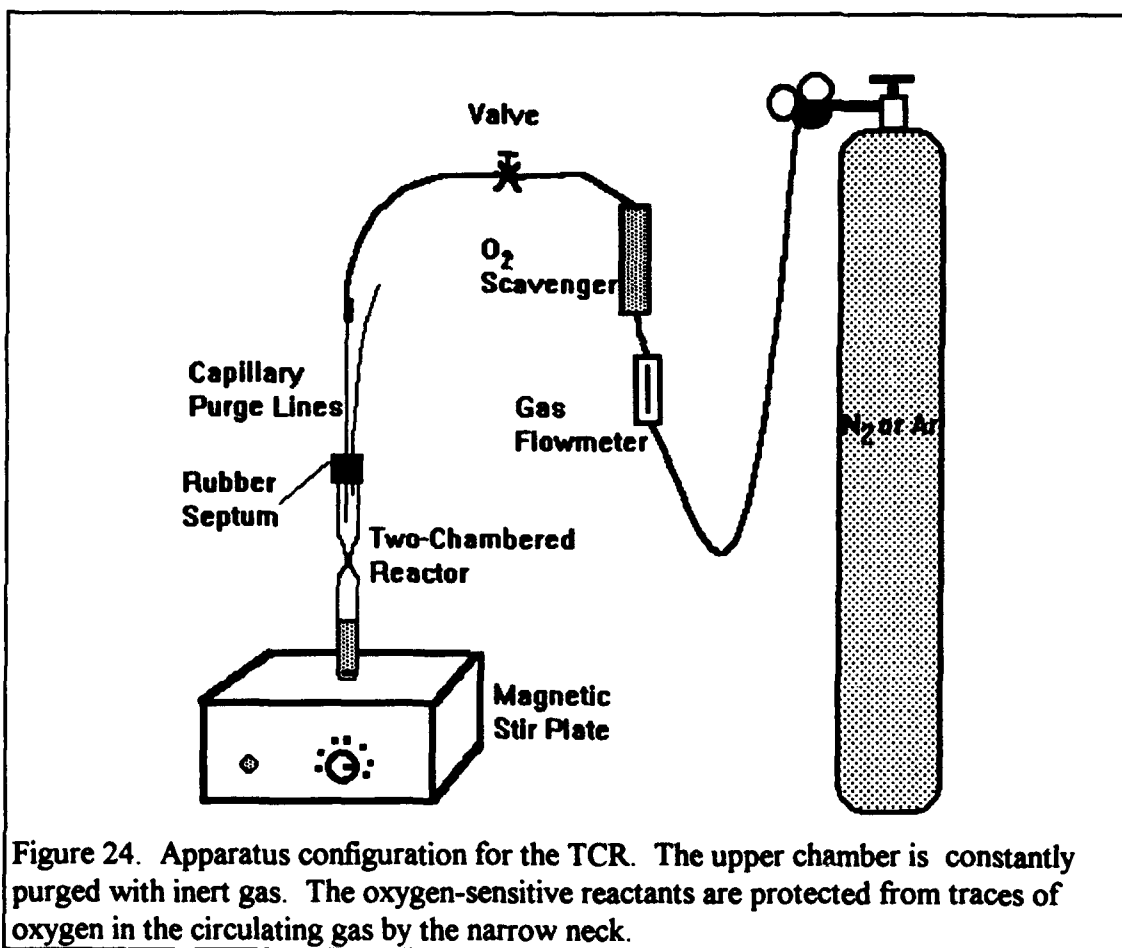 Valve
O2
Scavenger
Capillary
Purge Lines
Gas
Flowmeter
N2 or Ar
Rubber
Septum
Two-Chambered
Reactor
Magnetic
Stir Plate
Figure 24. Apparatus configuration for the TCR. The upper chamber is constantly
purged with inert gas. The oxygen-sensitive reactants are protected from traces of
oxygen in the circulating gas by the narrow neck.